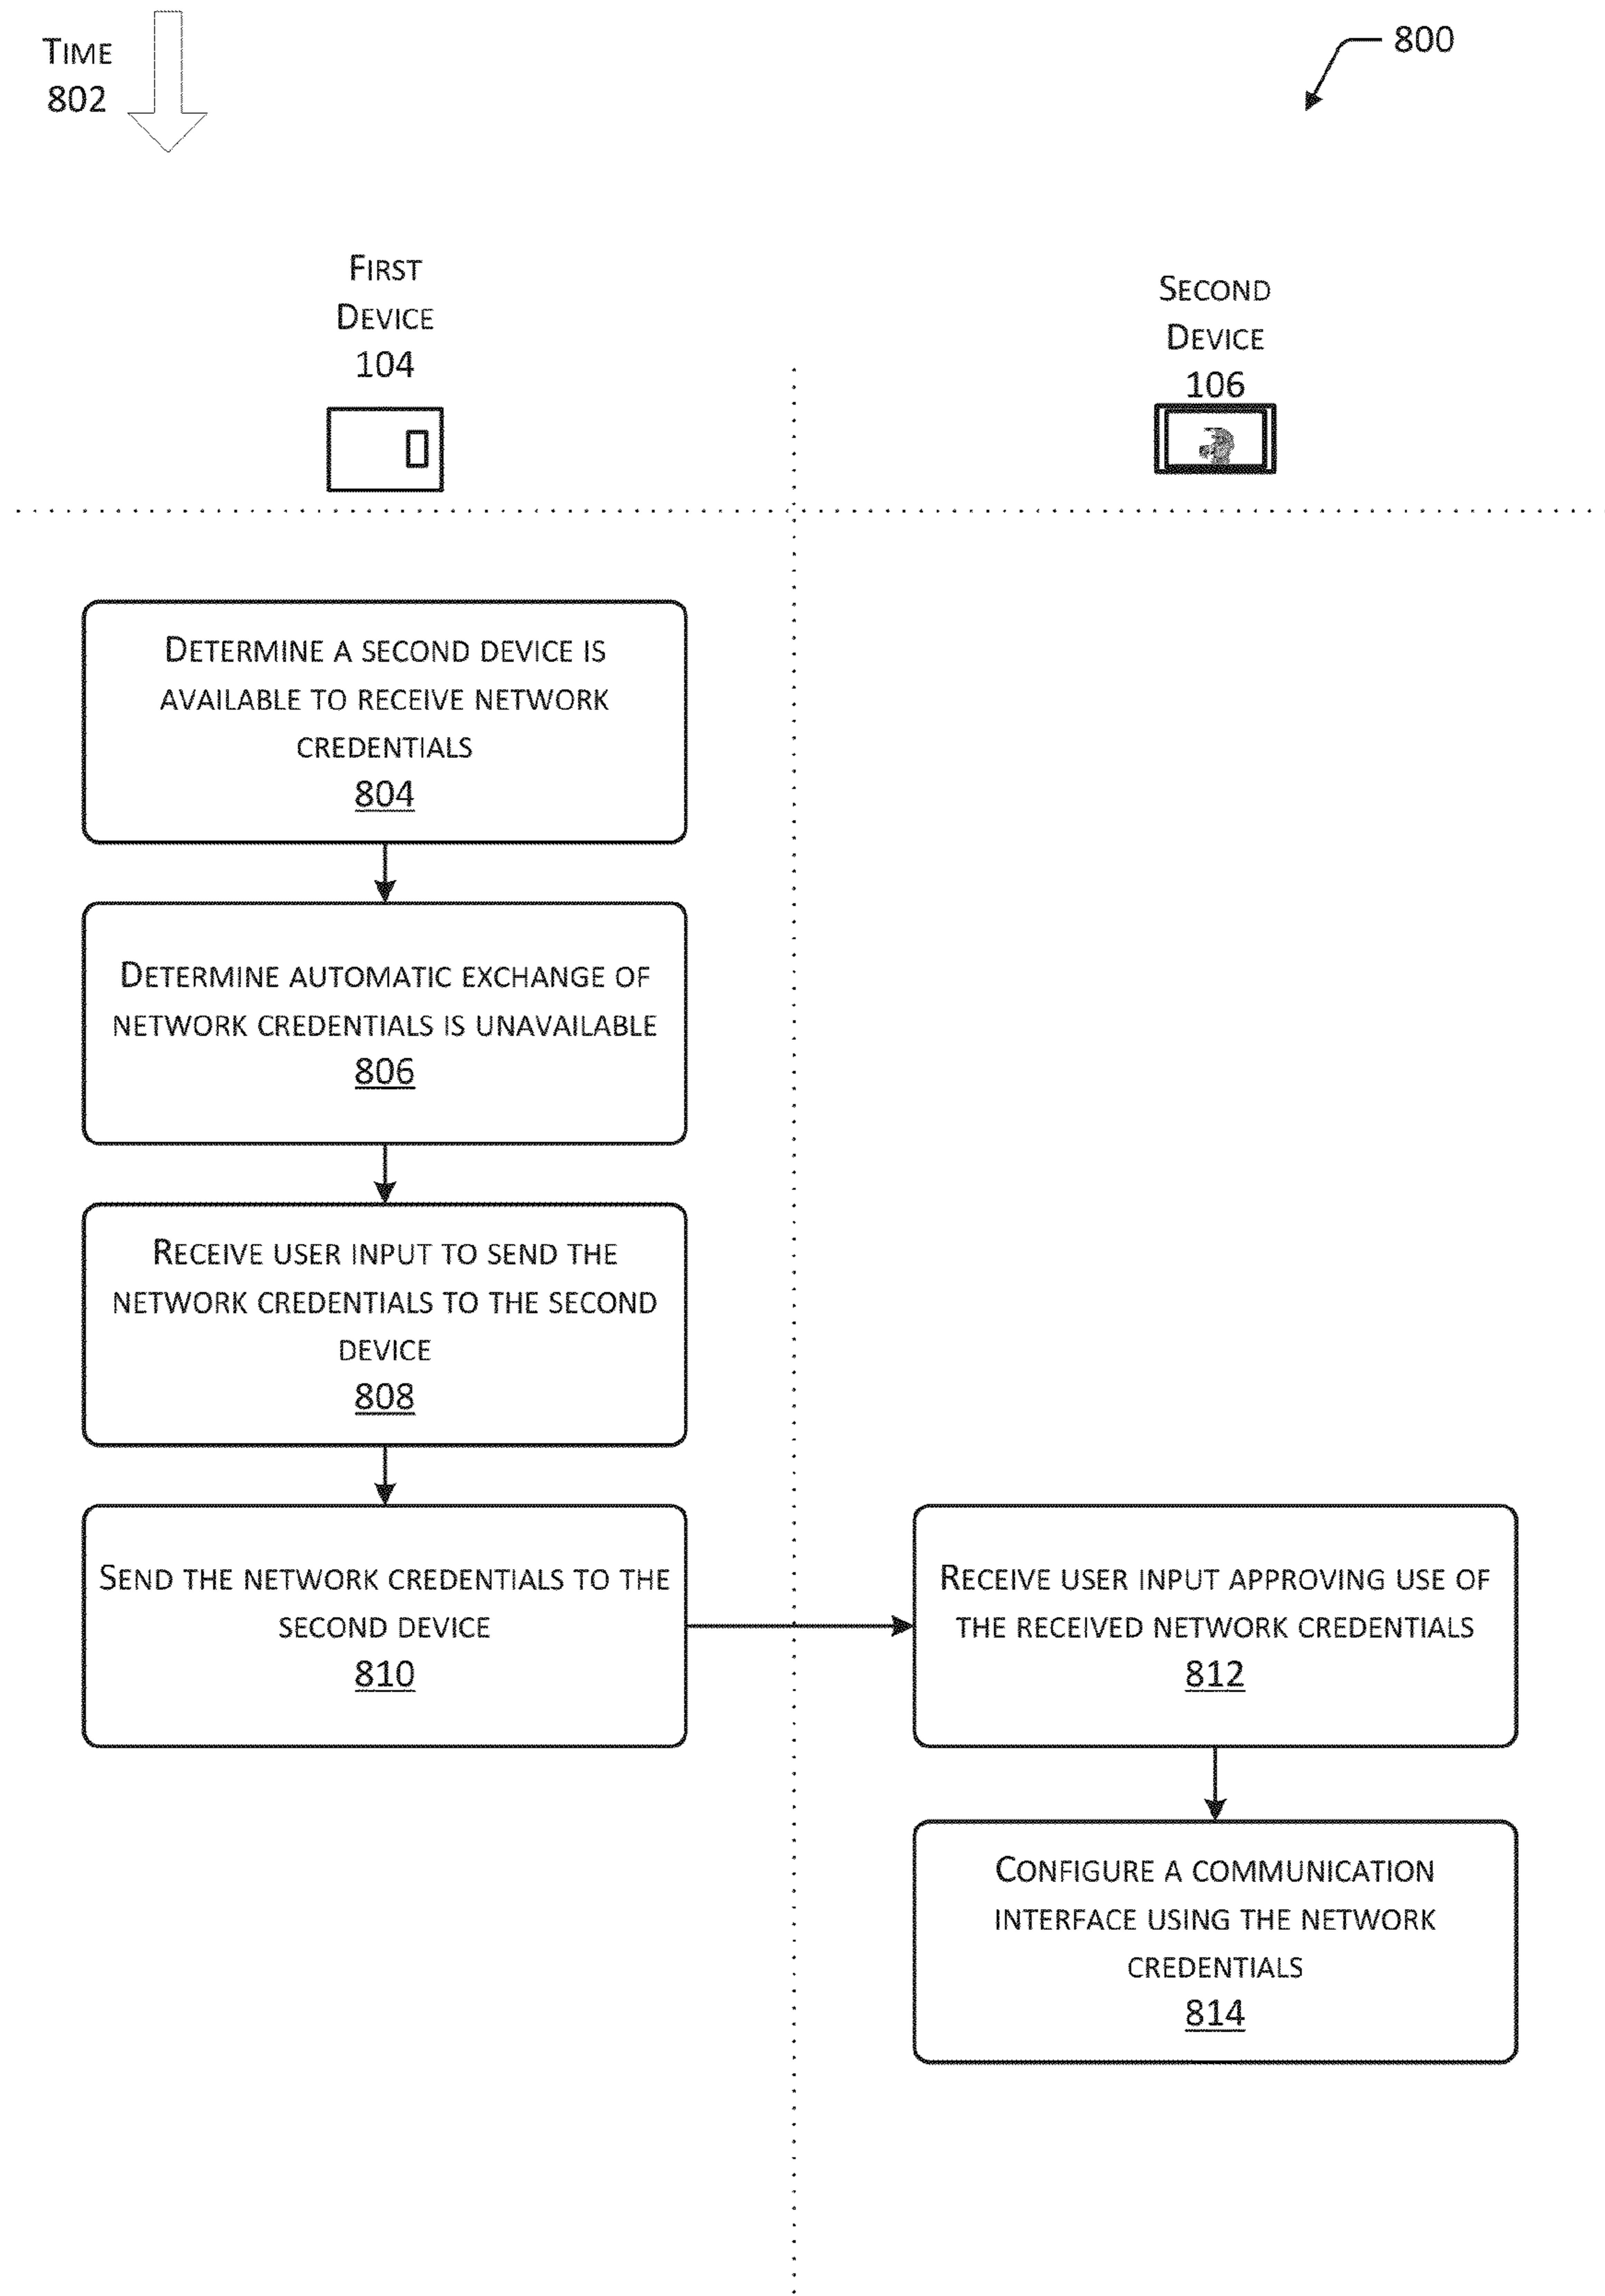 TIME
802
800
FIRST
DEVICE
104
SECOND
DEVICE
106
DETERMINE A SECOND DEVICE IS
AVAILABLE TO RECEIVE NETWORK
CREDENTIALS
804
DETERMINE AUTOMATIC EXCHANGE OF
NETWORK CREDENTIALS IS UNAVAILABLE
806
RECEIVE USER INPUT TO SEND THE
NETWORK CREDENTIALS TO THE SECOND
DEVICE
808
SEND THE NETWORK CREDENTIALS TO THE
SECOND DEVICE
810
RECEIVE USER INPUT APPROVING USE OF
THE RECEIVED NETWORK CREDENTIALS
812
CONFIGURE A COMMUNICATION
INTERFACE USING THE NETWORK
CREDENTIALS
814